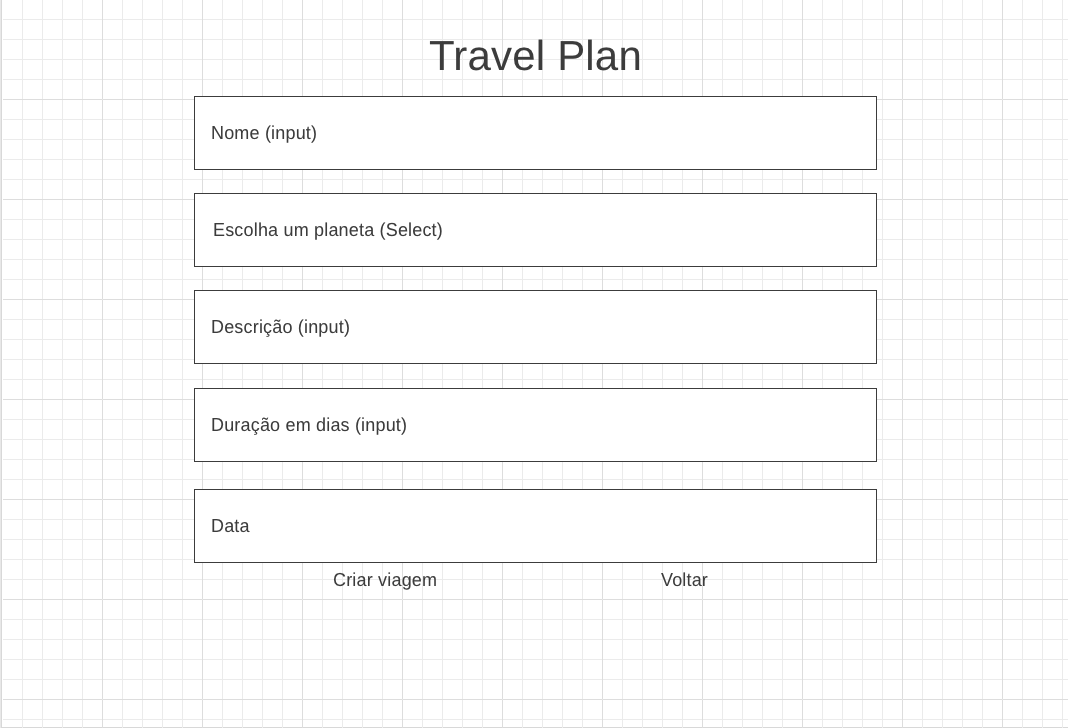 Travel Plan
Nome (input)
Escolha um planeta (Select)
Descrição (input)
Duração em dias (input)
Data
Criar viagem
Voltar